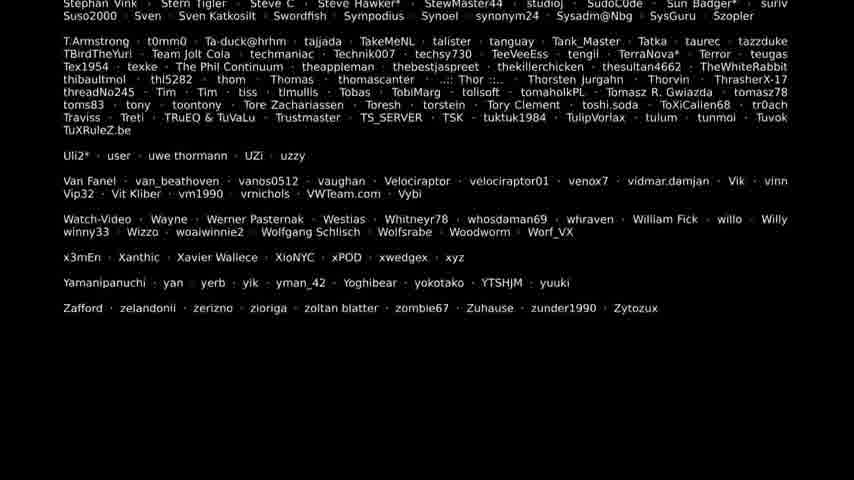 Stephan Vink · Stern Tigler · Steve C · Steve Hawker* · StewMaster44 · studioj · SudoC0de · Sun Badger* · suriv
Suso2000 · Sven · Sven Katkosilt · Swordfish · Sympodius · Synoel · synonym24 · Sysadm@Nbg · SysGuru · Szopler
T.Armstrong · t0mm0 · Ta-duck@hrhm · tajjada · TakeMeNL · talister · tanguay · Tank_Master · Tatka · taurec · tazzduke
TBirdTheYuri · Team Jolt Cola · techmaniac · Technik007 · techsy730 · TeeVeeEss · tengil · TerraNova* · Terror · teugas
Tex1954 · texke · The Phil Continuum · theappleman · thebestjaspreet · thekillerchicken · thesultan4662 · TheWhiteRabbit
thibaultmol · thl5282 · thom · Thomas · thomascanter · ..:: Thor ::.. · Thorsten Jurgahn · Thorvin · ThrasherX-17
threadNo245 · Tim · Tim · tiss · tlmullis · Tobas · TobiMarg · tolisoft · tomaholkPL · Tomasz R. Gwiazda · tomasz78
toms83 · tony · toontony · Tore Zachariassen · Toresh · torstein · Tory Clement · toshi.soda · ToXiCalien68 · tr0ach
Traviss · Treti · TRuEQ & TuVaLu · Trustmaster · TS_SERVER · TSK · tuktuk1984 · TulipVorlax · tulum · tunmoi · Tuvok
TuXRuleZ.be
Uli2* · user · uwe thormann · UZi · uzzy
Van Fanel · van_beathoven · vanos0512 · vaughan · Velociraptor · velociraptor01 · venox7 · vidmar.damjan · Vik · vinn
Vip32 · Vit Kliber · vm1990 · vrnichols · VWTeam.com · Vybi
Watch-Video · Wayne · Werner Pasternak · Westias · Whitneyr78 · whosdaman69 · whraven · William Fick · willo · Willy
winny33 · Wizzo · woaiwinnie2 · Wolfgang Schlisch · Wolfsrabe · Woodworm · Worf_VX
x3mEn · Xanthic · Xavier Wallece · XioNYC · xPOD · xwedgex · xyz
Yamanipanuchi · yan · yerb · yik · yman_42 · Yoghibear · yokotako · YTSHJM · yuuki
Zafford · zelandonii · zerizno · zioriga · zoltan blatter · zombie67 · Zuhause · zunder1990 · Zytozux